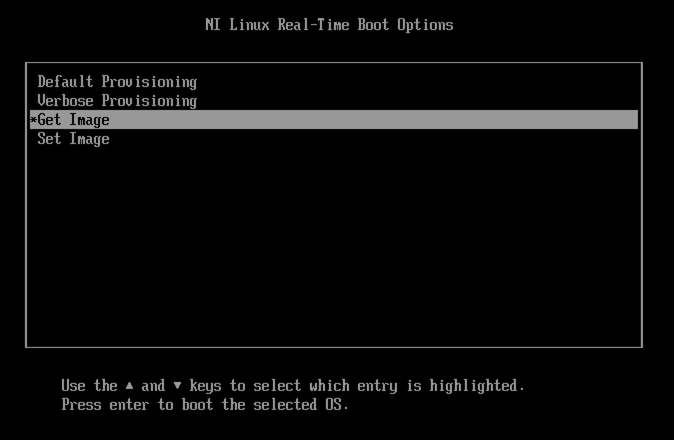 NI Linux Real-Time Boot Options
Default Provisioning
Verbose Provisioning
*Get Image
Set Image
Use the ▲ and ▼ keys to select which entry is highlighted.
Press enter to boot the selected OS.